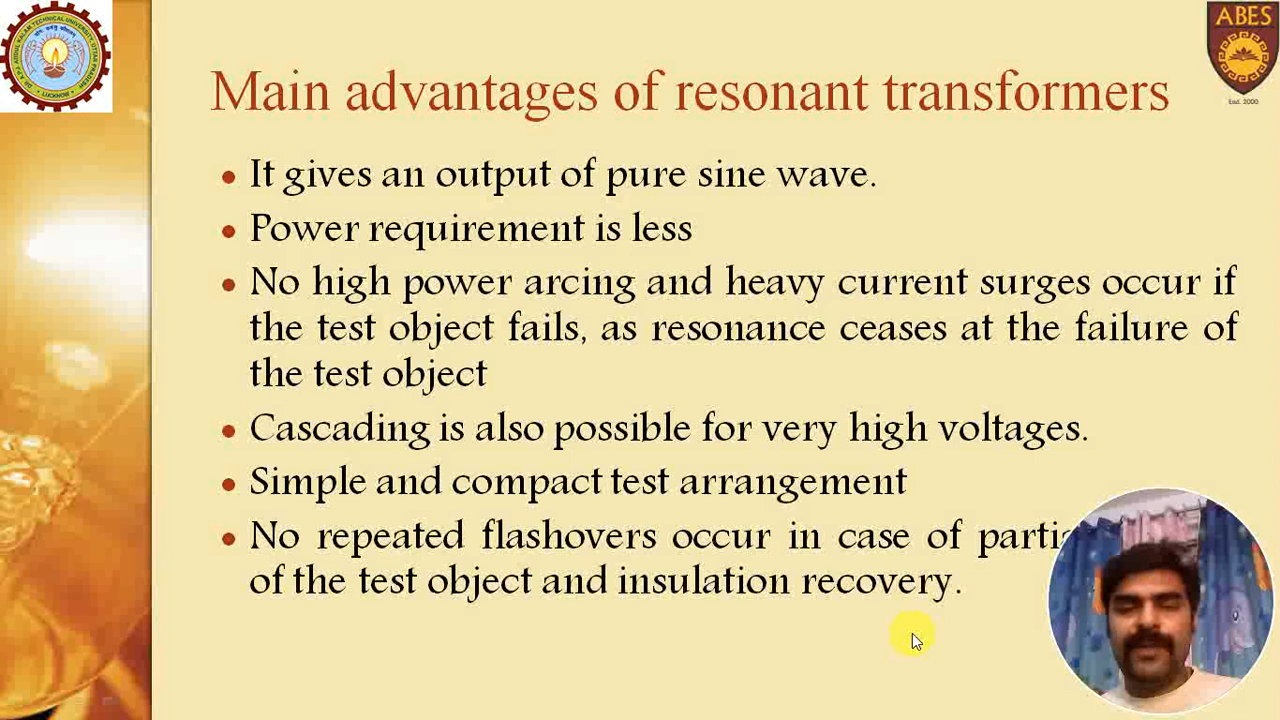 ABES
Estd. 2000
Main advantages of resonant transformers
• It gives an output of pure sine wave.
• Power requirement is less
• No high power arcing and heavy current surges occur if
the test object fails, as resonance ceases at the failure of
the test object
• Cascading is also possible for very high voltages.
• Simple and compact test arrangement
• No repeated flashovers occur in case of
of the test object and insulation recovery.